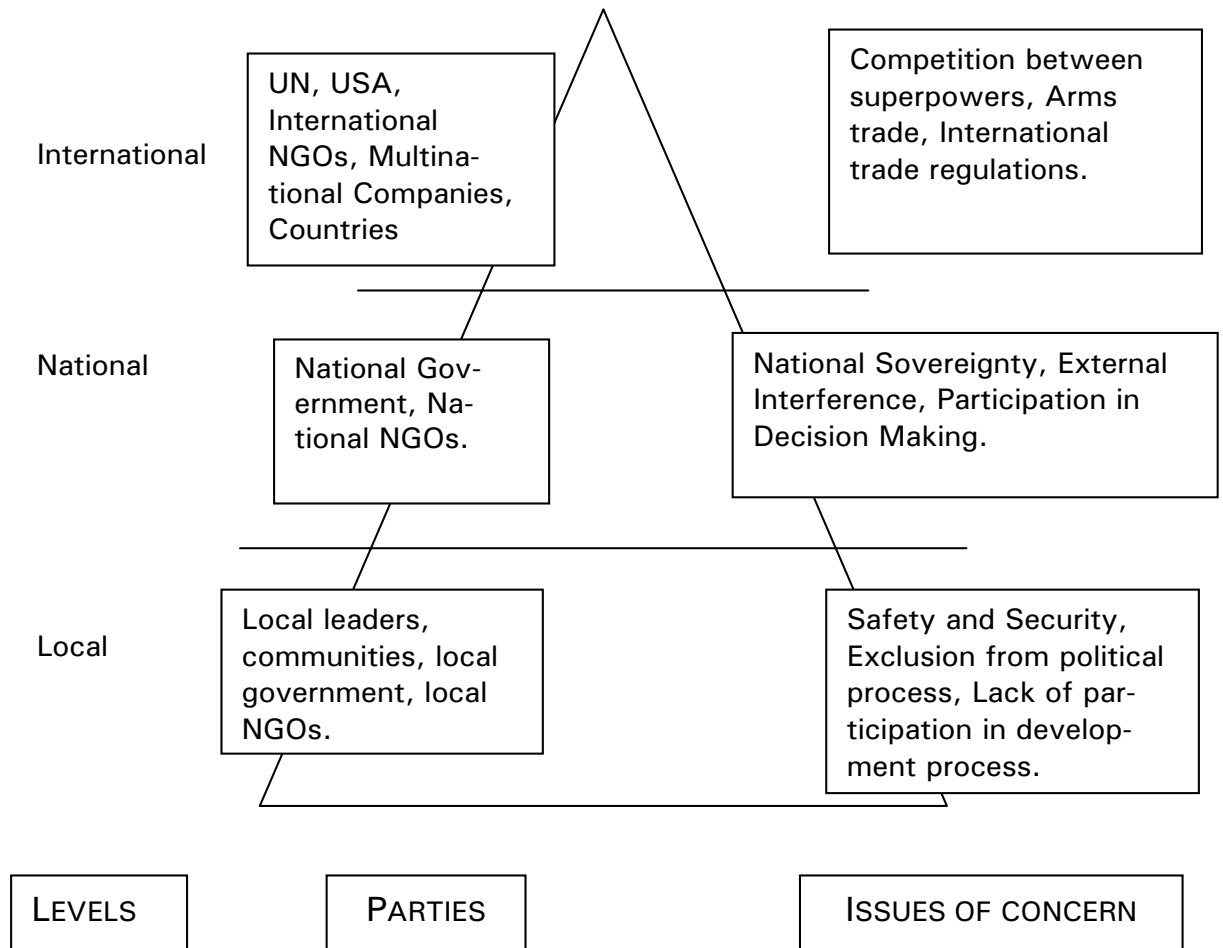 International
UN, USA,
International
NGOs, Multina-
tional Companies,
Countries
Competition between
superpowers, Arms
trade, International
trade regulations.
National
National Gov-
ernment, Na-
tional NGOs.
National Sovereignty, External
Interference, Participation in
Decision Making.
Local
Local leaders,
communities, local
government, local
NGOs.
Safety and Security,
Exclusion from political
process, Lack of par-
ticipation in develop-
ment process.
LEVELS
PARTIES
ISSUES OF CONCERN